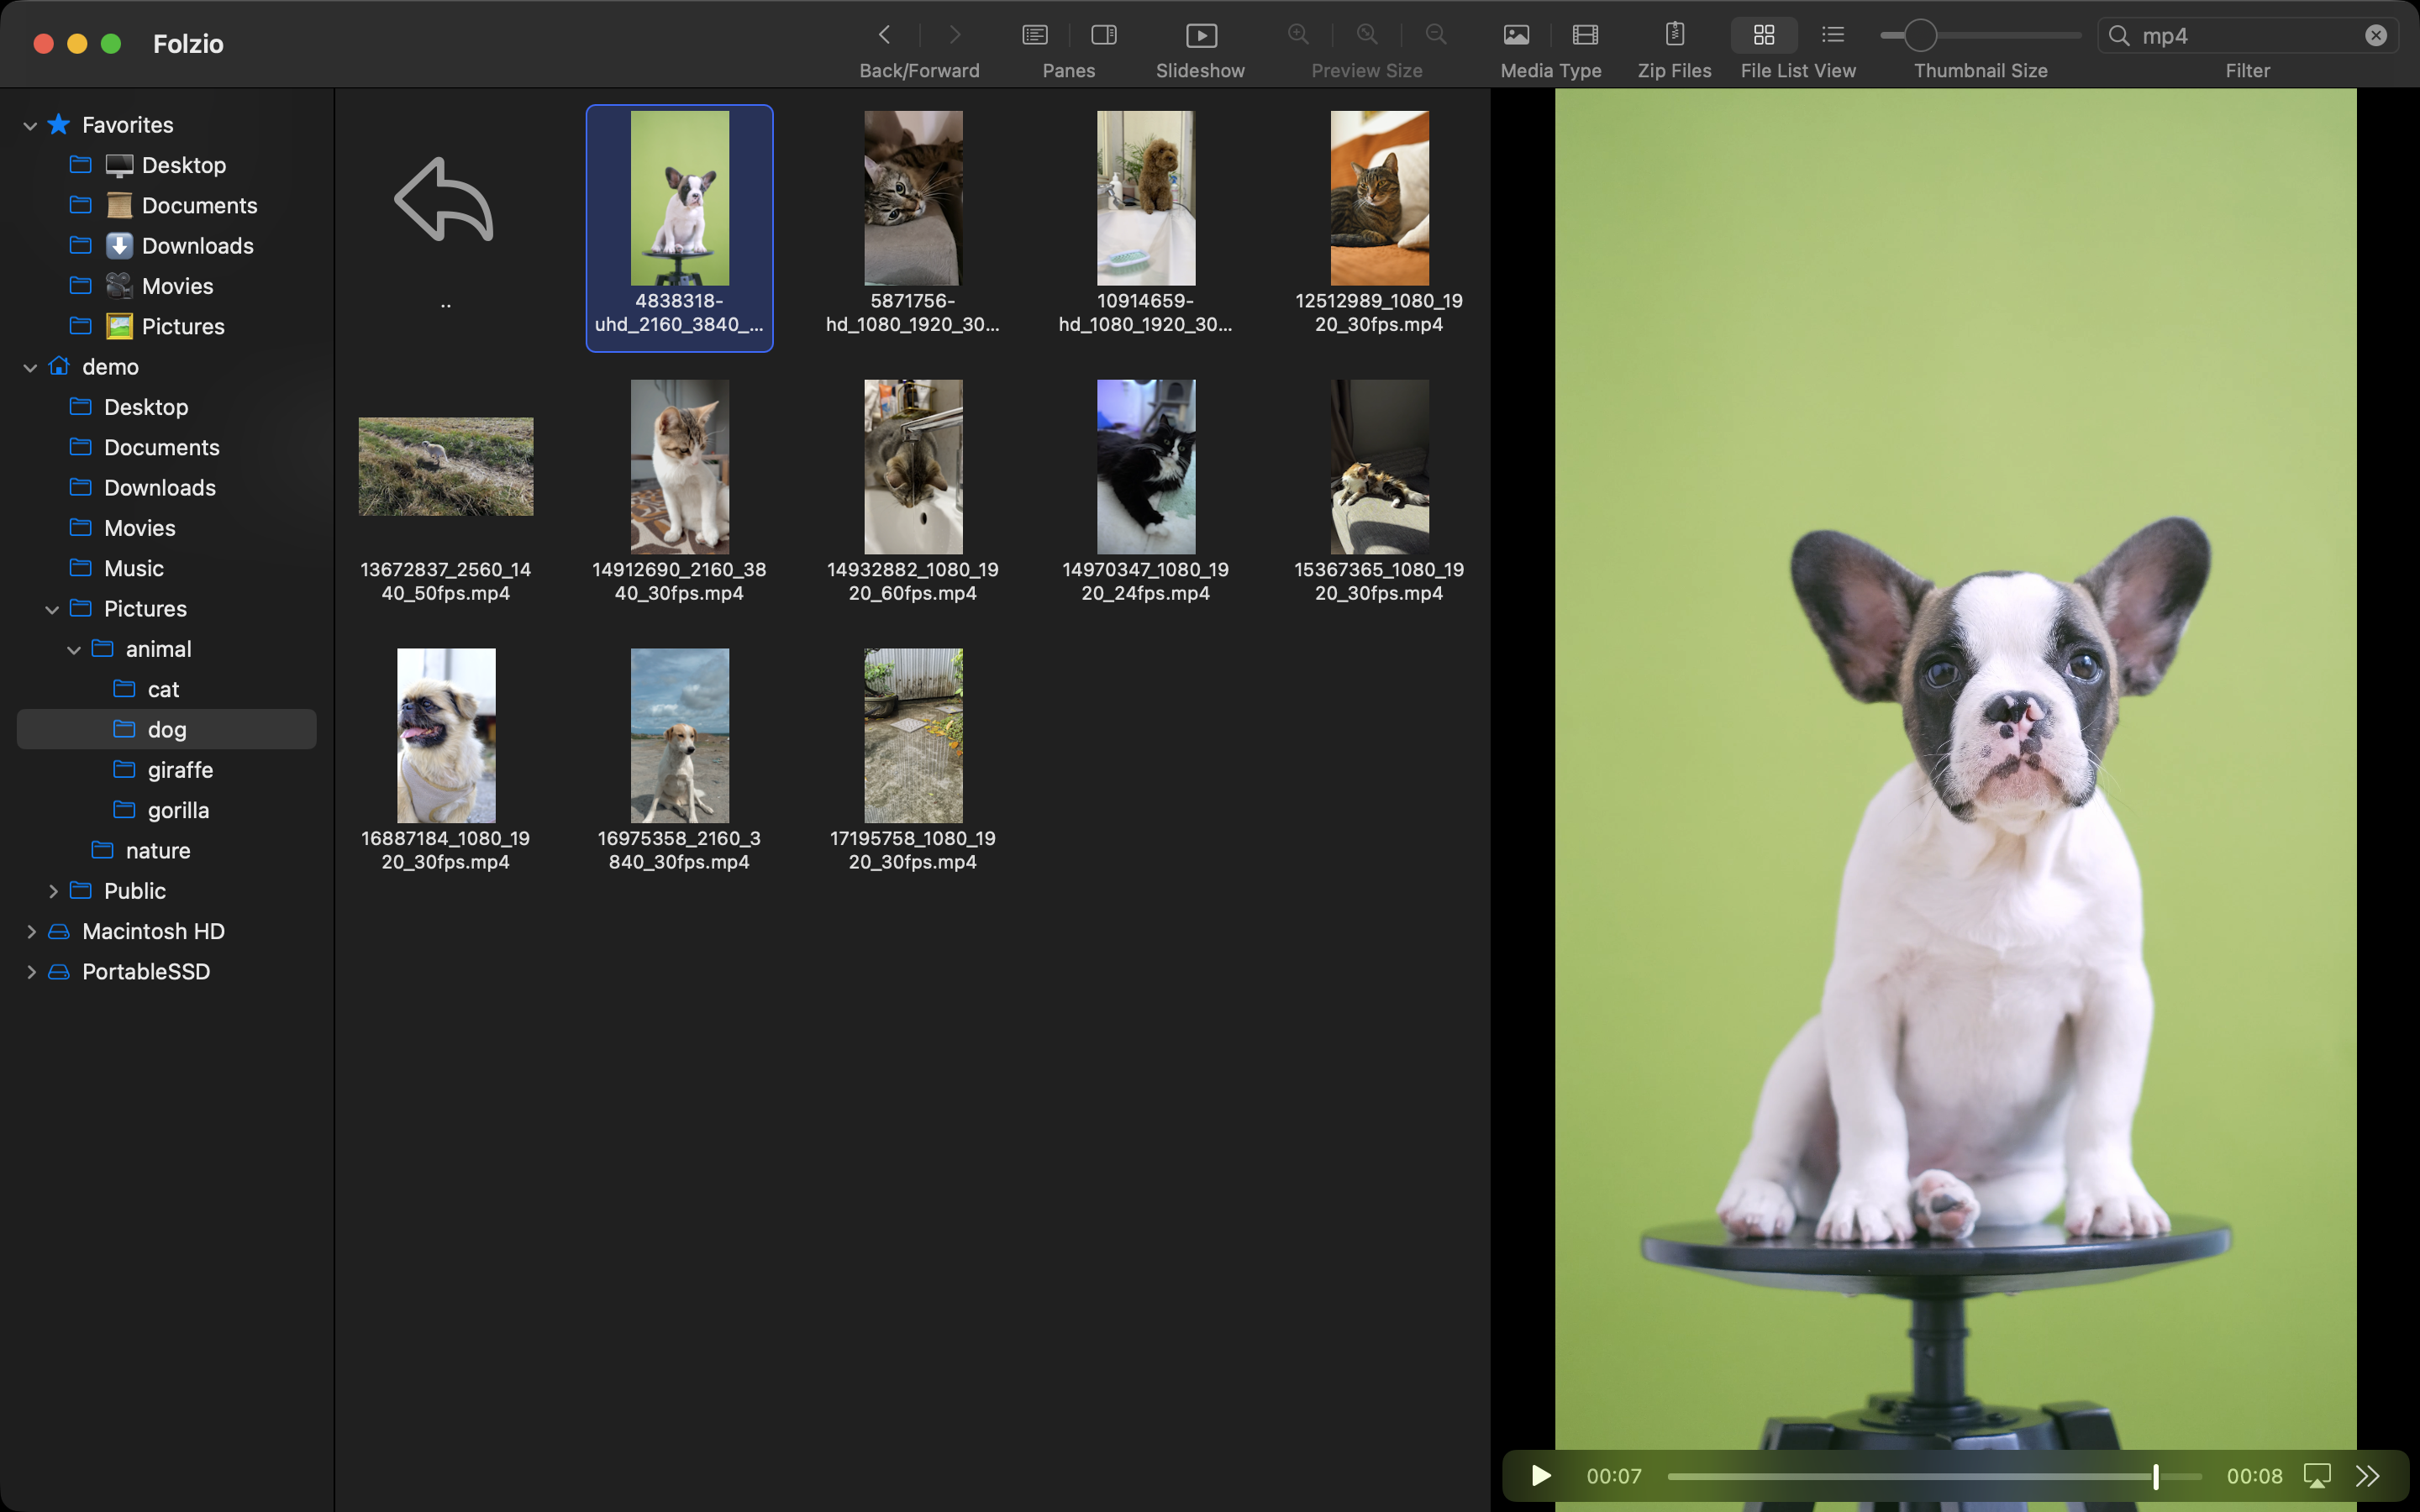 Folzio
Back/Forward
Panes
Slideshow
Preview Size
Media Type
Zip Files
File List View
Thumbnail Size
mp4
Filter
Favorites
Desktop
Documents
Downloads
Movies
Pictures
demo
Desktop
Documents
Downloads
Movies
Music
Pictures
animal
cat
dog
giraffe
gorilla
nature
Public
Macintosh HD
PortableSSD
..
4838318-
uhd_2160_3840_...
5871756-
hd_1080_1920_30...
10914659-
hd_1080_1920_30...
12512989_1080_19
20_30fps.mp4
13672837_2560_14
40_50fps.mp4
14912690_2160_38
40_30fps.mp4
14932882_1080_19
20_60fps.mp4
14970347_1080_19
20_24fps.mp4
15367365_1080_19
20_30fps.mp4
16887184_1080_19
20_30fps.mp4
16975358_2160_3
840_30fps.mp4
17195758_1080_19
20_30fps.mp4
00:07
00:08